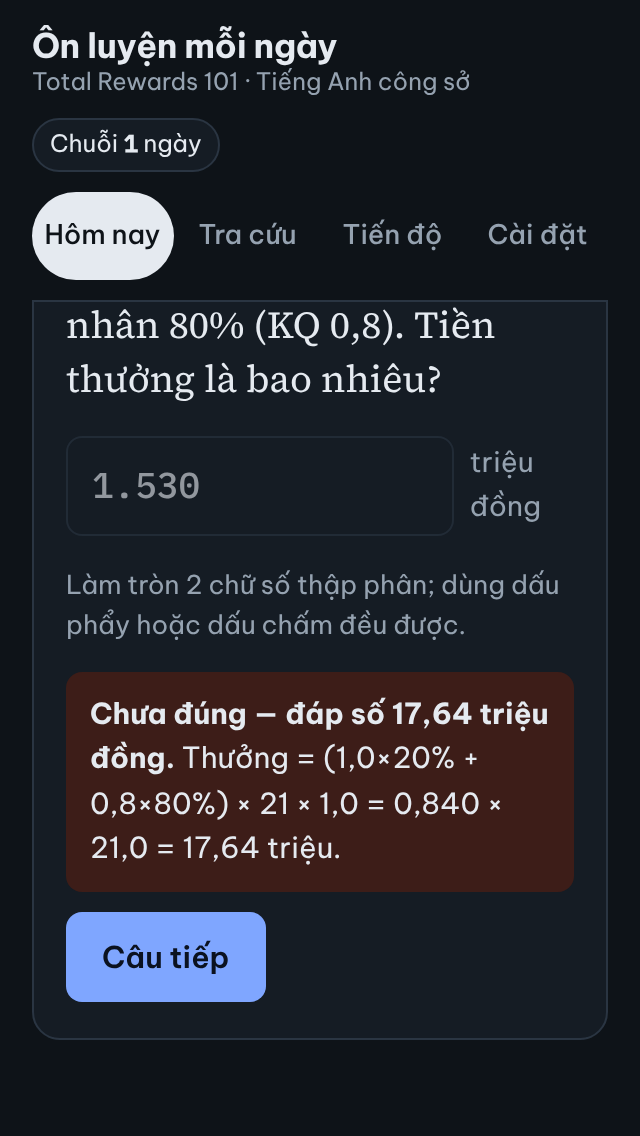 Ôn luyện mỗi ngày
Total Rewards 101 · Tiếng Anh công sở
Chuỗi 1 ngày
Hôm nay Tra cứu Tiến độ Cài đặt
nhân 80% (KQ 0,8). Tiền
thưởng là bao nhiêu?
1.530
triệu
đồng
Làm tròn 2 chữ số thập phân; dùng dấu
phẩy hoặc dấu chấm đều được.
Chưa đúng — đáp số 17,64 triệu
đồng. Thưởng = (1,0×20% +
0,8×80%) × 21 × 1,0 = 0,840 ×
21,0 = 17,64 triệu.
Câu tiếp